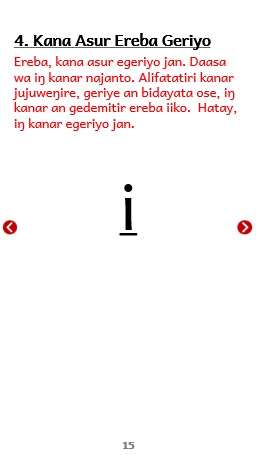 4. Kana Asur Ereba Geriyo
Ereba, kana asur egeriyo jan. Daasa
wa iŋ kanar najanto. Alifatatiri kanar
jujuweŋire, geriye an bidayata ose, iŋ
kanar an gedemitir ereba iiko. Hatay,
iŋ kanar egeriyo jan.
i̱
15